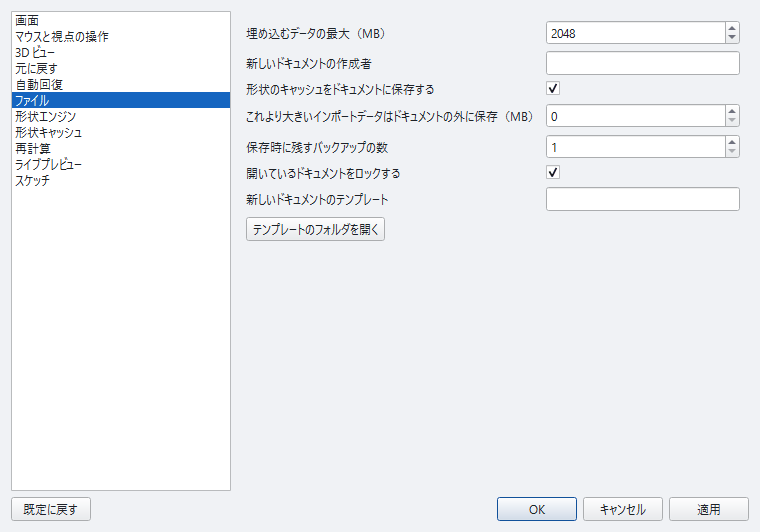 画面
マウスと視点の操作
3D ビュー
元に戻す
自動回復
ファイル
形状エンジン
形状キャッシュ
再計算
ライブプレビュー
スケッチ
埋め込むデータの最大（MB） 2048
新しいドキュメントの作成者
形状のキャッシュをドキュメントに保存する
これより大きいインポートデータはドキュメントの外に保存（MB） 0
保存時に残すバックアップの数 1
開いているドキュメントをロックする
新しいドキュメントのテンプレート
テンプレートのフォルダを開く
既定に戻す OK キャンセル 適用